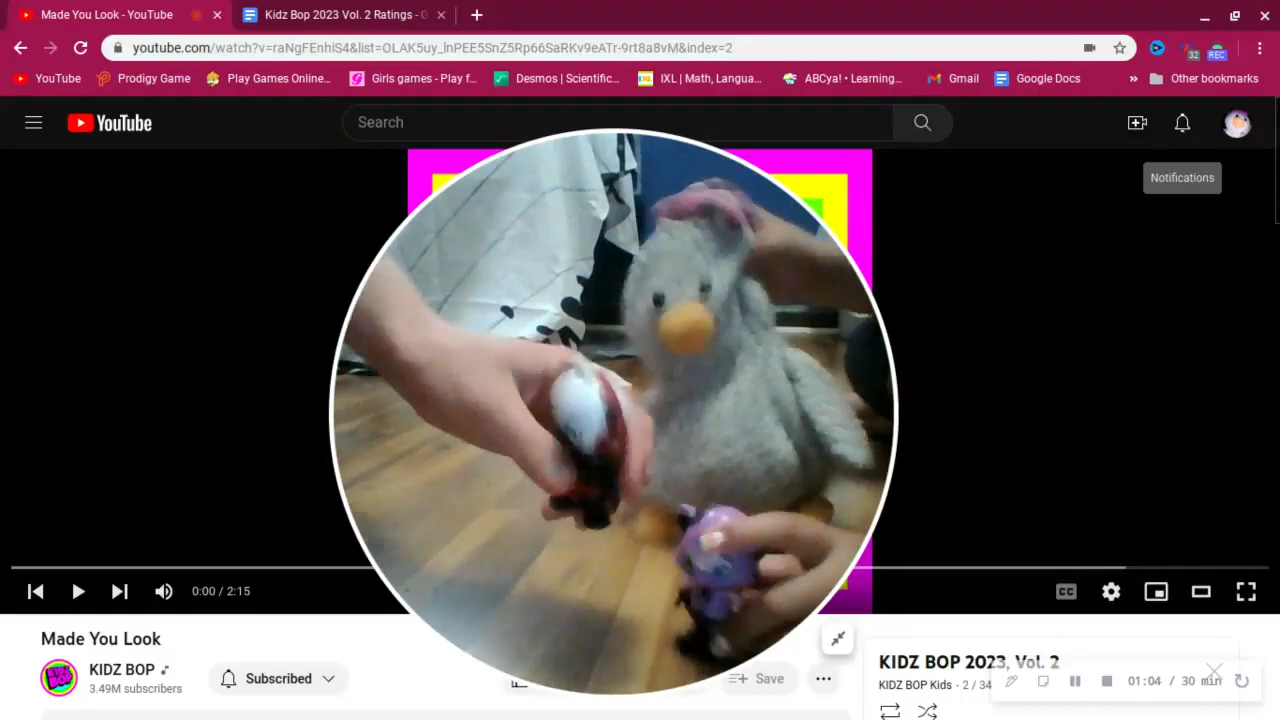 Made You Look - YouTube
Kidz Bop 2023 Vol. 2 Ratings - G
youtube.com/watch?v=raNgFEnhiS4&list=OLAK5uy_lnPEE5SnZ5Rp66SaRKv9eATr-9rt8a8vM&index=2
32
REC
YouTube
Prodigy Game
Play Games Online...
Girls games - Play f...
Desmos | Scientific...
IXL | Math, Langua...
ABCya! • Learning...
Gmail
Google Docs
»
Other bookmarks
YouTube
Search
Notifications
0:00 / 2:15
CC
Made You Look
KIDZ BOP
3.49M subscribers
Subscribed
Save
KIDZ BOP 2023, Vol. 2
KIDZ BOP Kids - 2 / 34
01:04 / 30 min